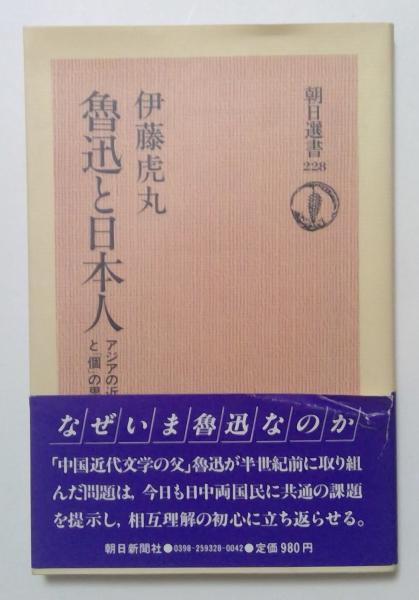 朝日選書
228
伊藤虎丸
魯迅と日本人
アジアの近
と「個」の思
なぜいま魯迅なのか
「中国近代文学の父」魯迅が半世紀前に取り組
んだ問題は，今日も日中両国民に共通の課題
を提示し，相互理解の初心に立ち返らせる。
朝日新聞社●0398-259328-0042●定価980円